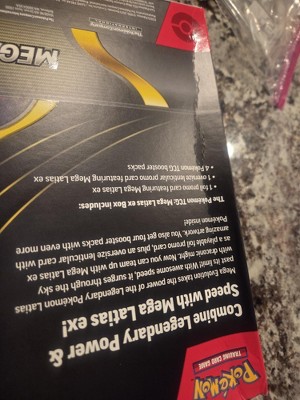 POKÉMON
TRADING CARD GAME
Combine Legendary Power &
Speed with Mega Latias ex!
Mega Evolution takes the power of the Legendary Pokémon Latias
past its limit! With awesome speed, it surges through the sky
with draconic might. Now you can team up with Mega Latias ex
as a playable foil promo card, plus an oversize lenticular card with
amazing artwork. You also get four booster packs with even more
Pokémon inside!
The Pokémon TCG: Mega Latias ex Box includes:
• 1 foil promo card featuring Mega Latias ex
• 1 oversize lenticular promo card featuring Mega Latias ex
• 4 Pokémon TCG booster packs
MEGA